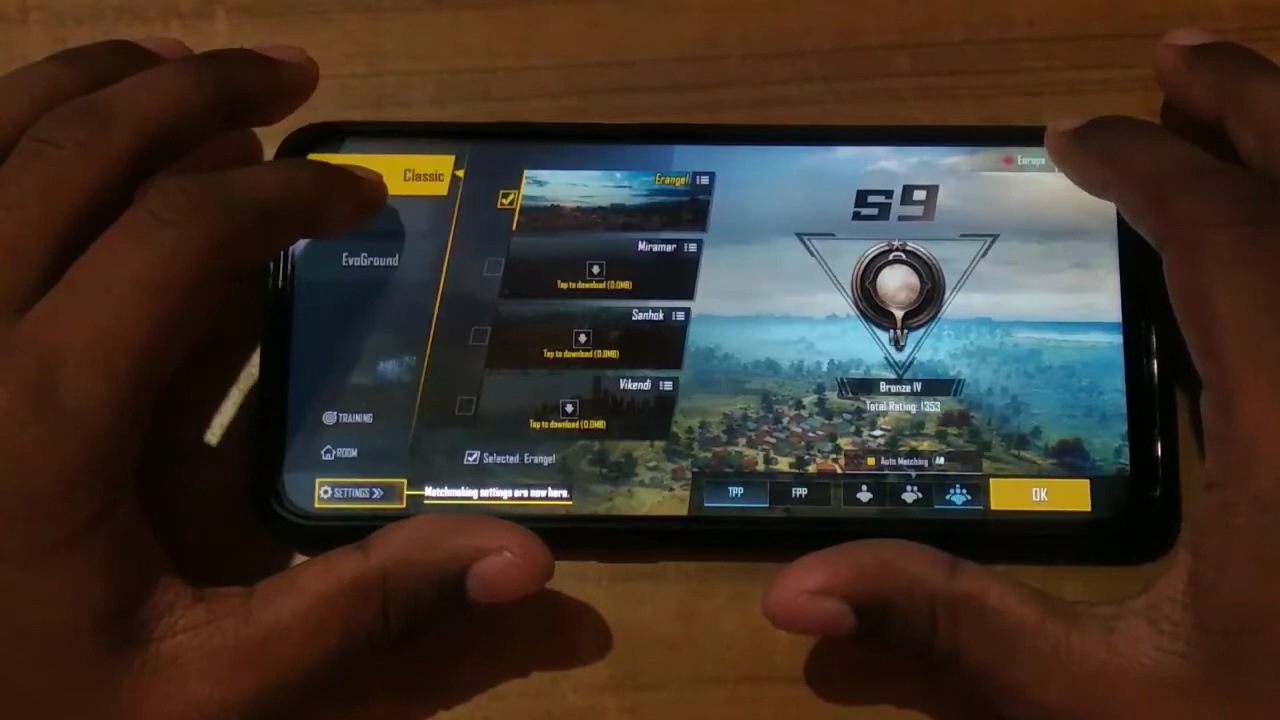 Classic
EvoGround
TRAINING
ROOM
SETTINGS
Matchmaking settings are now here.
Erangel
Miramar
Tap to download (0.0MB)
Sanhok
Tap to download (0.0MB)
Vikendi
Tap to download (0.0MB)
Selected: Erangel
Europe
S9
Bronze IV
Total Rating: 1353
Auto Matching
TPP
FPP
OK